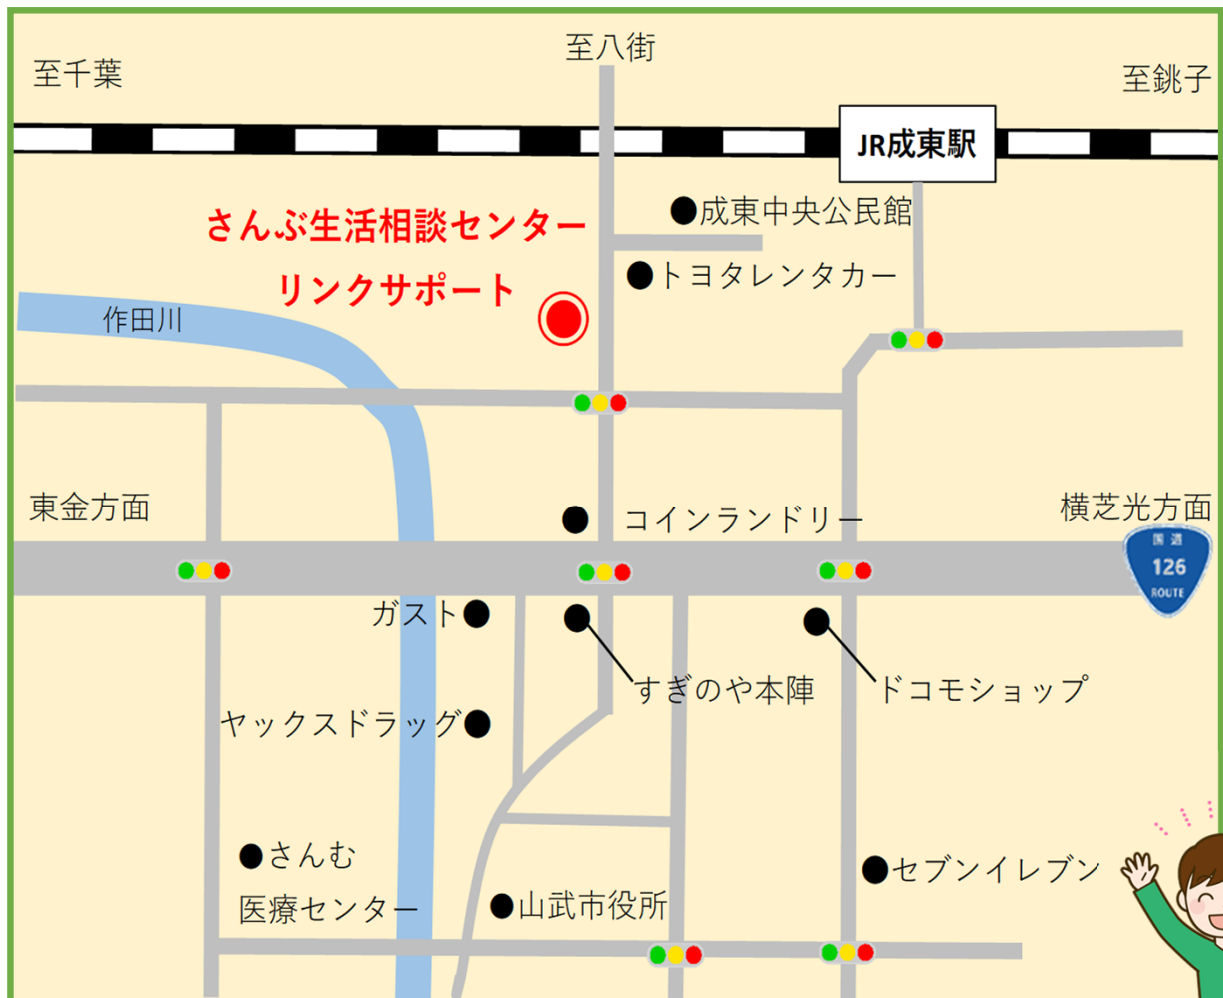 至八街
至千葉
至銚子
JR成東駅
成東中央公民館
さんぶ生活相談センター
リンクサポート
トヨタレンタカー
作田川
東金方面
コインランドリー
横芝光方面
国道
126
ROUTE
ガスト
すぎのや本陣
ドコモショップ
ヤックスドラッグ
さんむ
医療センター
セブンイレブン
山武市役所